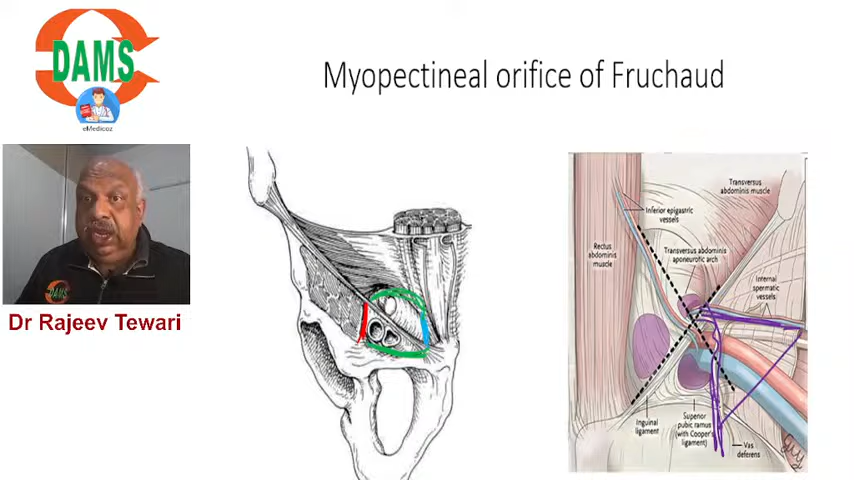 DAMS
eMedicoz
Myopectineal orifice of Fruchaud
DAMS
Dr Rajeev Tewari
Transversus
abdominis muscle
Inferior epigastric
vessels
Rectus
abdominis
muscle
Transversus abdominis
aponeurotic arch
Internal
spermatic
vessels
Inguinal
ligament
Superior
pubic ramus
(with Cooper's
ligament)
Vas
deferens